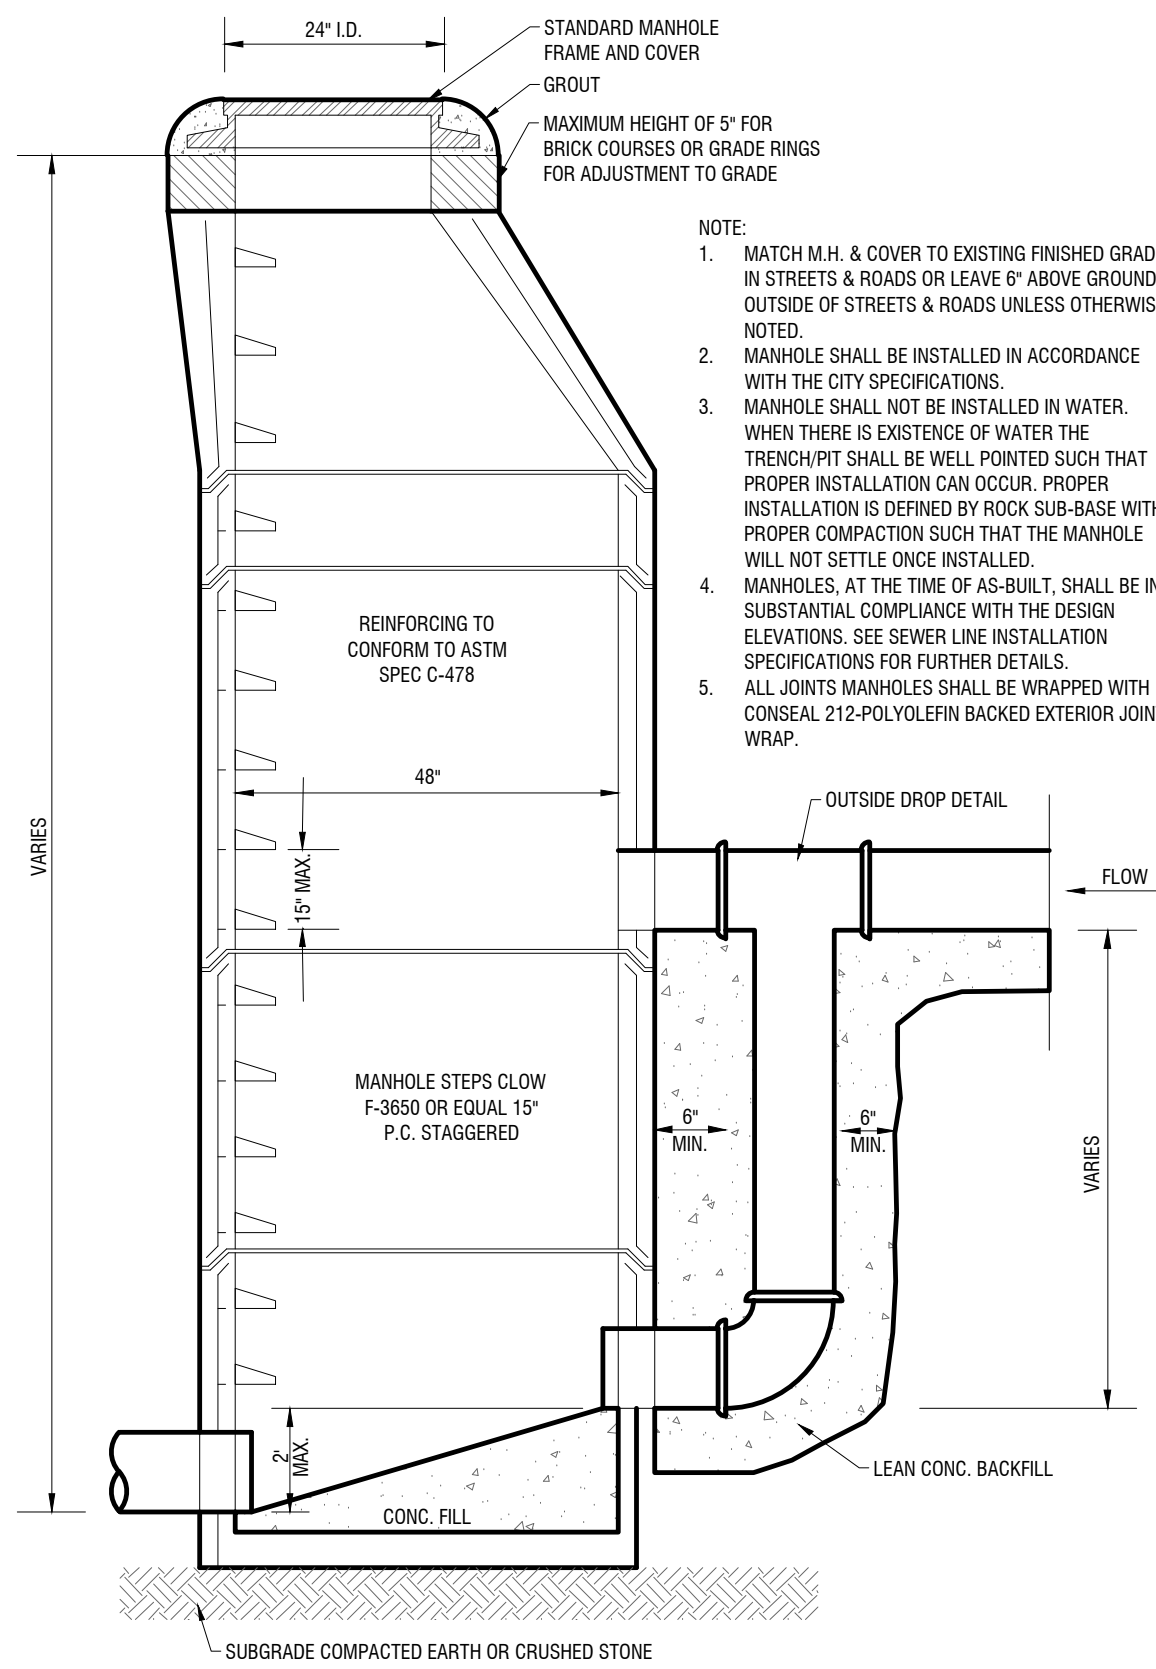 24" I.D.
STANDARD MANHOLE
FRAME AND COVER
GROUT
MAXIMUM HEIGHT OF 5" FOR
BRICK COURSES OR GRADE RINGS
FOR ADJUSTMENT TO GRADE
NOTE:
1. MATCH M.H. & COVER TO EXISTING FINISHED GRAD
IN STREETS & ROADS OR LEAVE 6" ABOVE GROUND
OUTSIDE OF STREETS & ROADS UNLESS OTHERWIS
NOTED.
2. MANHOLE SHALL BE INSTALLED IN ACCORDANCE
WITH THE CITY SPECIFICATIONS.
3. MANHOLE SHALL NOT BE INSTALLED IN WATER.
WHEN THERE IS EXISTENCE OF WATER THE
TRENCH/PIT SHALL BE WELL POINTED SUCH THAT
PROPER INSTALLATION CAN OCCUR. PROPER
INSTALLATION IS DEFINED BY ROCK SUB-BASE WITH
PROPER COMPACTION SUCH THAT THE MANHOLE
WILL NOT SETTLE ONCE INSTALLED.
4. MANHOLES, AT THE TIME OF AS-BUILT, SHALL BE IN
SUBSTANTIAL COMPLIANCE WITH THE DESIGN
ELEVATIONS. SEE SEWER LINE INSTALLATION
SPECIFICATIONS FOR FURTHER DETAILS.
5. ALL JOINTS MANHOLES SHALL BE WRAPPED WITH
CONSEAL 212-POLYOLEFIN BACKED EXTERIOR JOIN
WRAP.
REINFORCING TO
CONFORM TO ASTM
SPEC C-478
48"
OUTSIDE DROP DETAIL
VARIES
15" MAX.
FLOW
MANHOLE STEPS CLOW
F-3650 OR EQUAL 15"
P.C. STAGGERED
6"
MIN.
6"
MIN.
VARIES
2'
MAX.
CONC. FILL
LEAN CONC. BACKFILL
SUBGRADE COMPACTED EARTH OR CRUSHED STONE